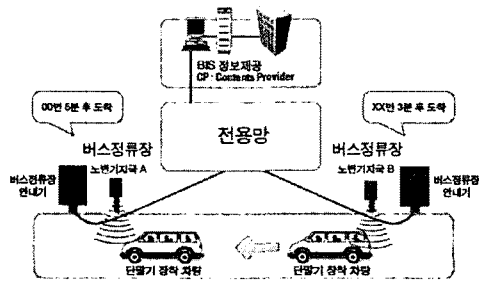 BIS 정보제공
CP : Contents Provider
00번 5분 후 도착
XX번 3분 후 도착
전용망
버스정류장
노변기지국 A
버스정류장
안내기
버스정류장
노변기지국 B
버스정류장
안내기
단말기 장착 차량
단말기 장착 차량